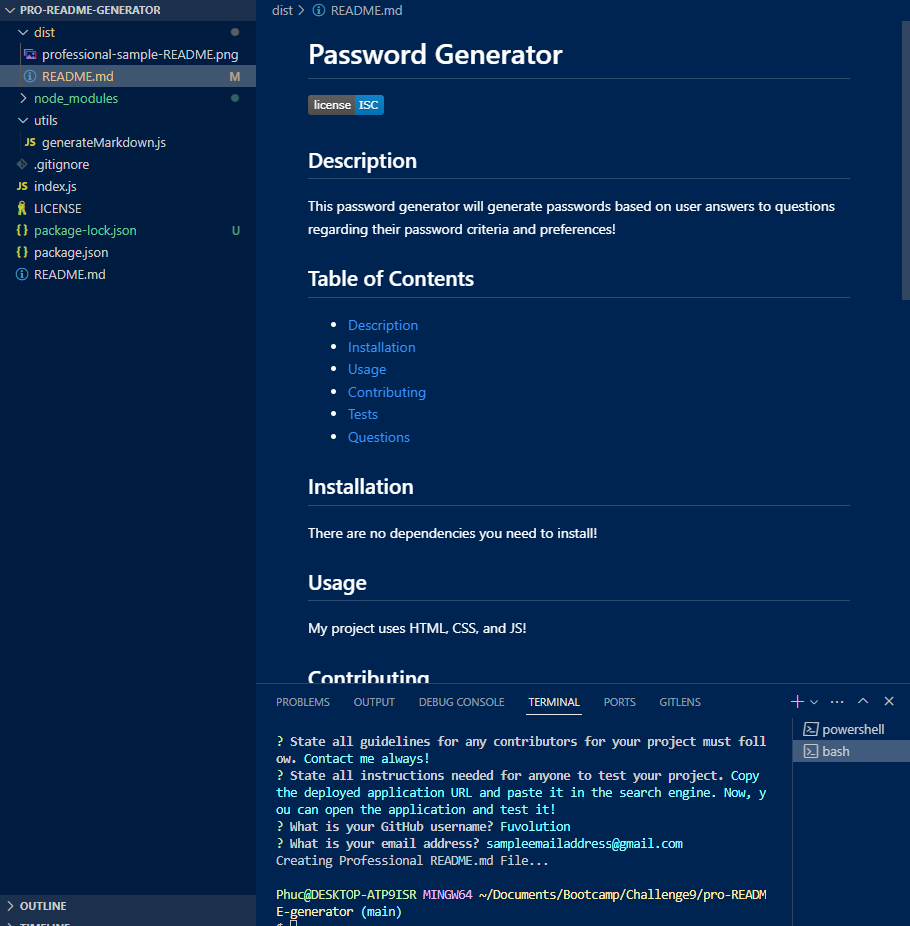 PRO-README-GENERATOR
dist
professional-sample-README.png
README.md M
node_modules
utils
JS generateMarkdown.js
.gitignore
JS index.js
LICENSE
{} package-lock.json U
{} package.json
README.md
OUTLINE
TIMELINE
dist > README.md
Password Generator
license ISC
Description
This password generator will generate passwords based on user answers to questions
regarding their password criteria and preferences!
Table of Contents
• Description
• Installation
• Usage
• Contributing
• Tests
• Questions
Installation
There are no dependencies you need to install!
Usage
My project uses HTML, CSS, and JS!
Contributing
PROBLEMS OUTPUT DEBUG CONSOLE TERMINAL PORTS GITLENS
? State all guidelines for any contributors for your project must foll
ow. Contact me always!
? State all instructions needed for anyone to test your project. Copy
the deployed application URL and paste it in the search engine. Now, y
ou can open the application and test it!
? What is your GitHub username? Fuvolution
? What is your email address? sampleemailaddress@gmail.com
Creating Professional README.md File...
Phuc@DESKTOP-ATP9ISR MINGW64 ~/Documents/Bootcamp/Challenge9/pro-READM
E-generator (main)
$
powershell
bash